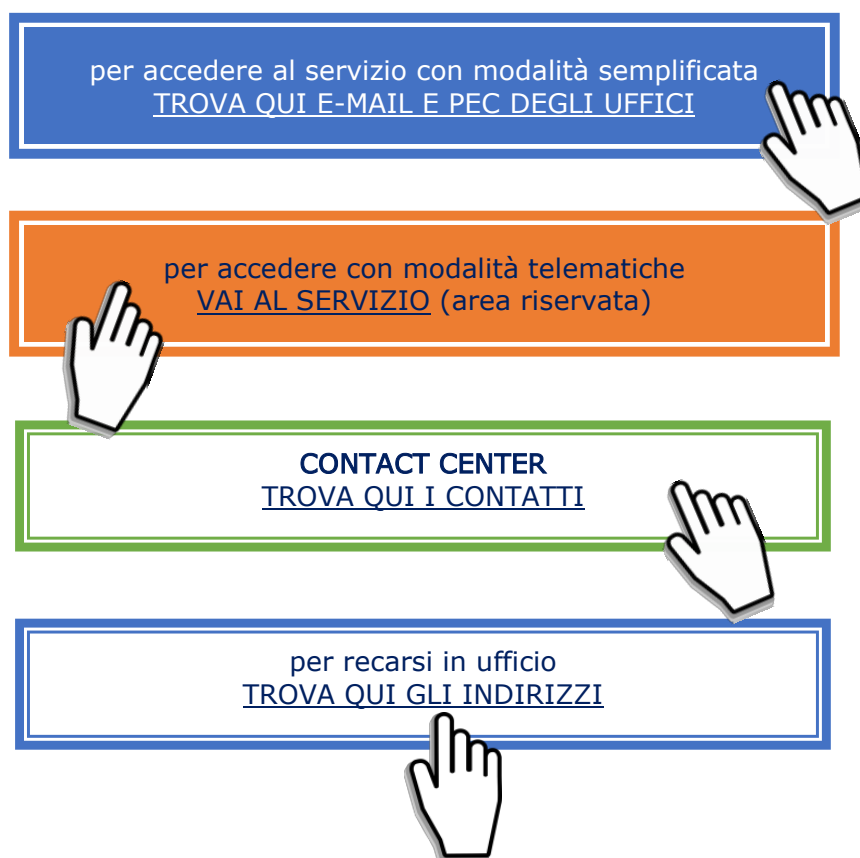 per accedere al servizio con modalità semplificata
TROVA QUI E-MAIL E PEC DEGLI UFFICI
per accedere con modalità telematiche
VAI AL SERVIZIO (area riservata)
CONTACT CENTER
TROVA QUI I CONTATTI
per recarsi in ufficio
TROVA QUI GLI INDIRIZZI